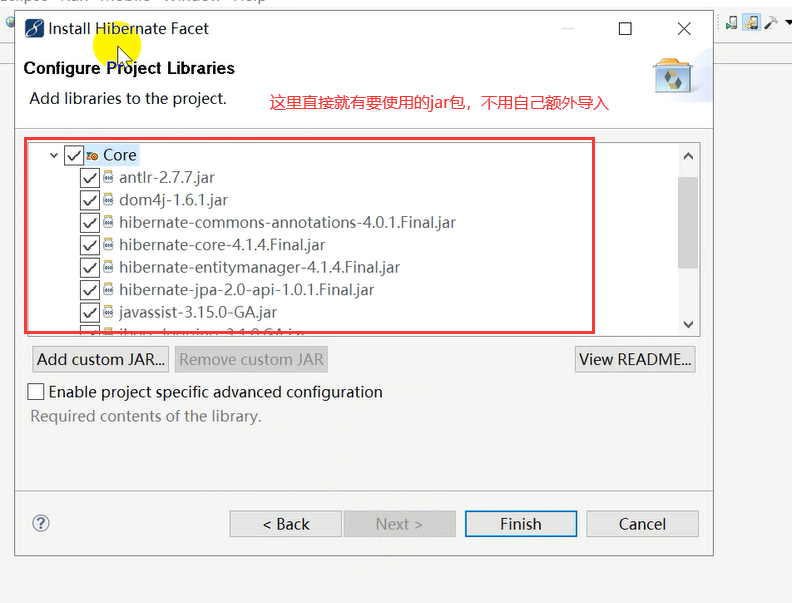 Install Hibernate Facet
Configure Project Libraries
Add libraries to the project.
这里直接就有要使用的jar包，不用自己额外导入
Core
antlr-2.7.7.jar
dom4j-1.6.1.jar
hibernate-commons-annotations-4.0.1.Final.jar
hibernate-core-4.1.4.Final.jar
hibernate-entitymanager-4.1.4.Final.jar
hibernate-jpa-2.0-api-1.0.1.Final.jar
javassist-3.15.0-GA.jar
Add custom JAR...
Remove custom JAR
View README...
Enable project specific advanced configuration
Required contents of the library.
< Back
Next >
Finish
Cancel